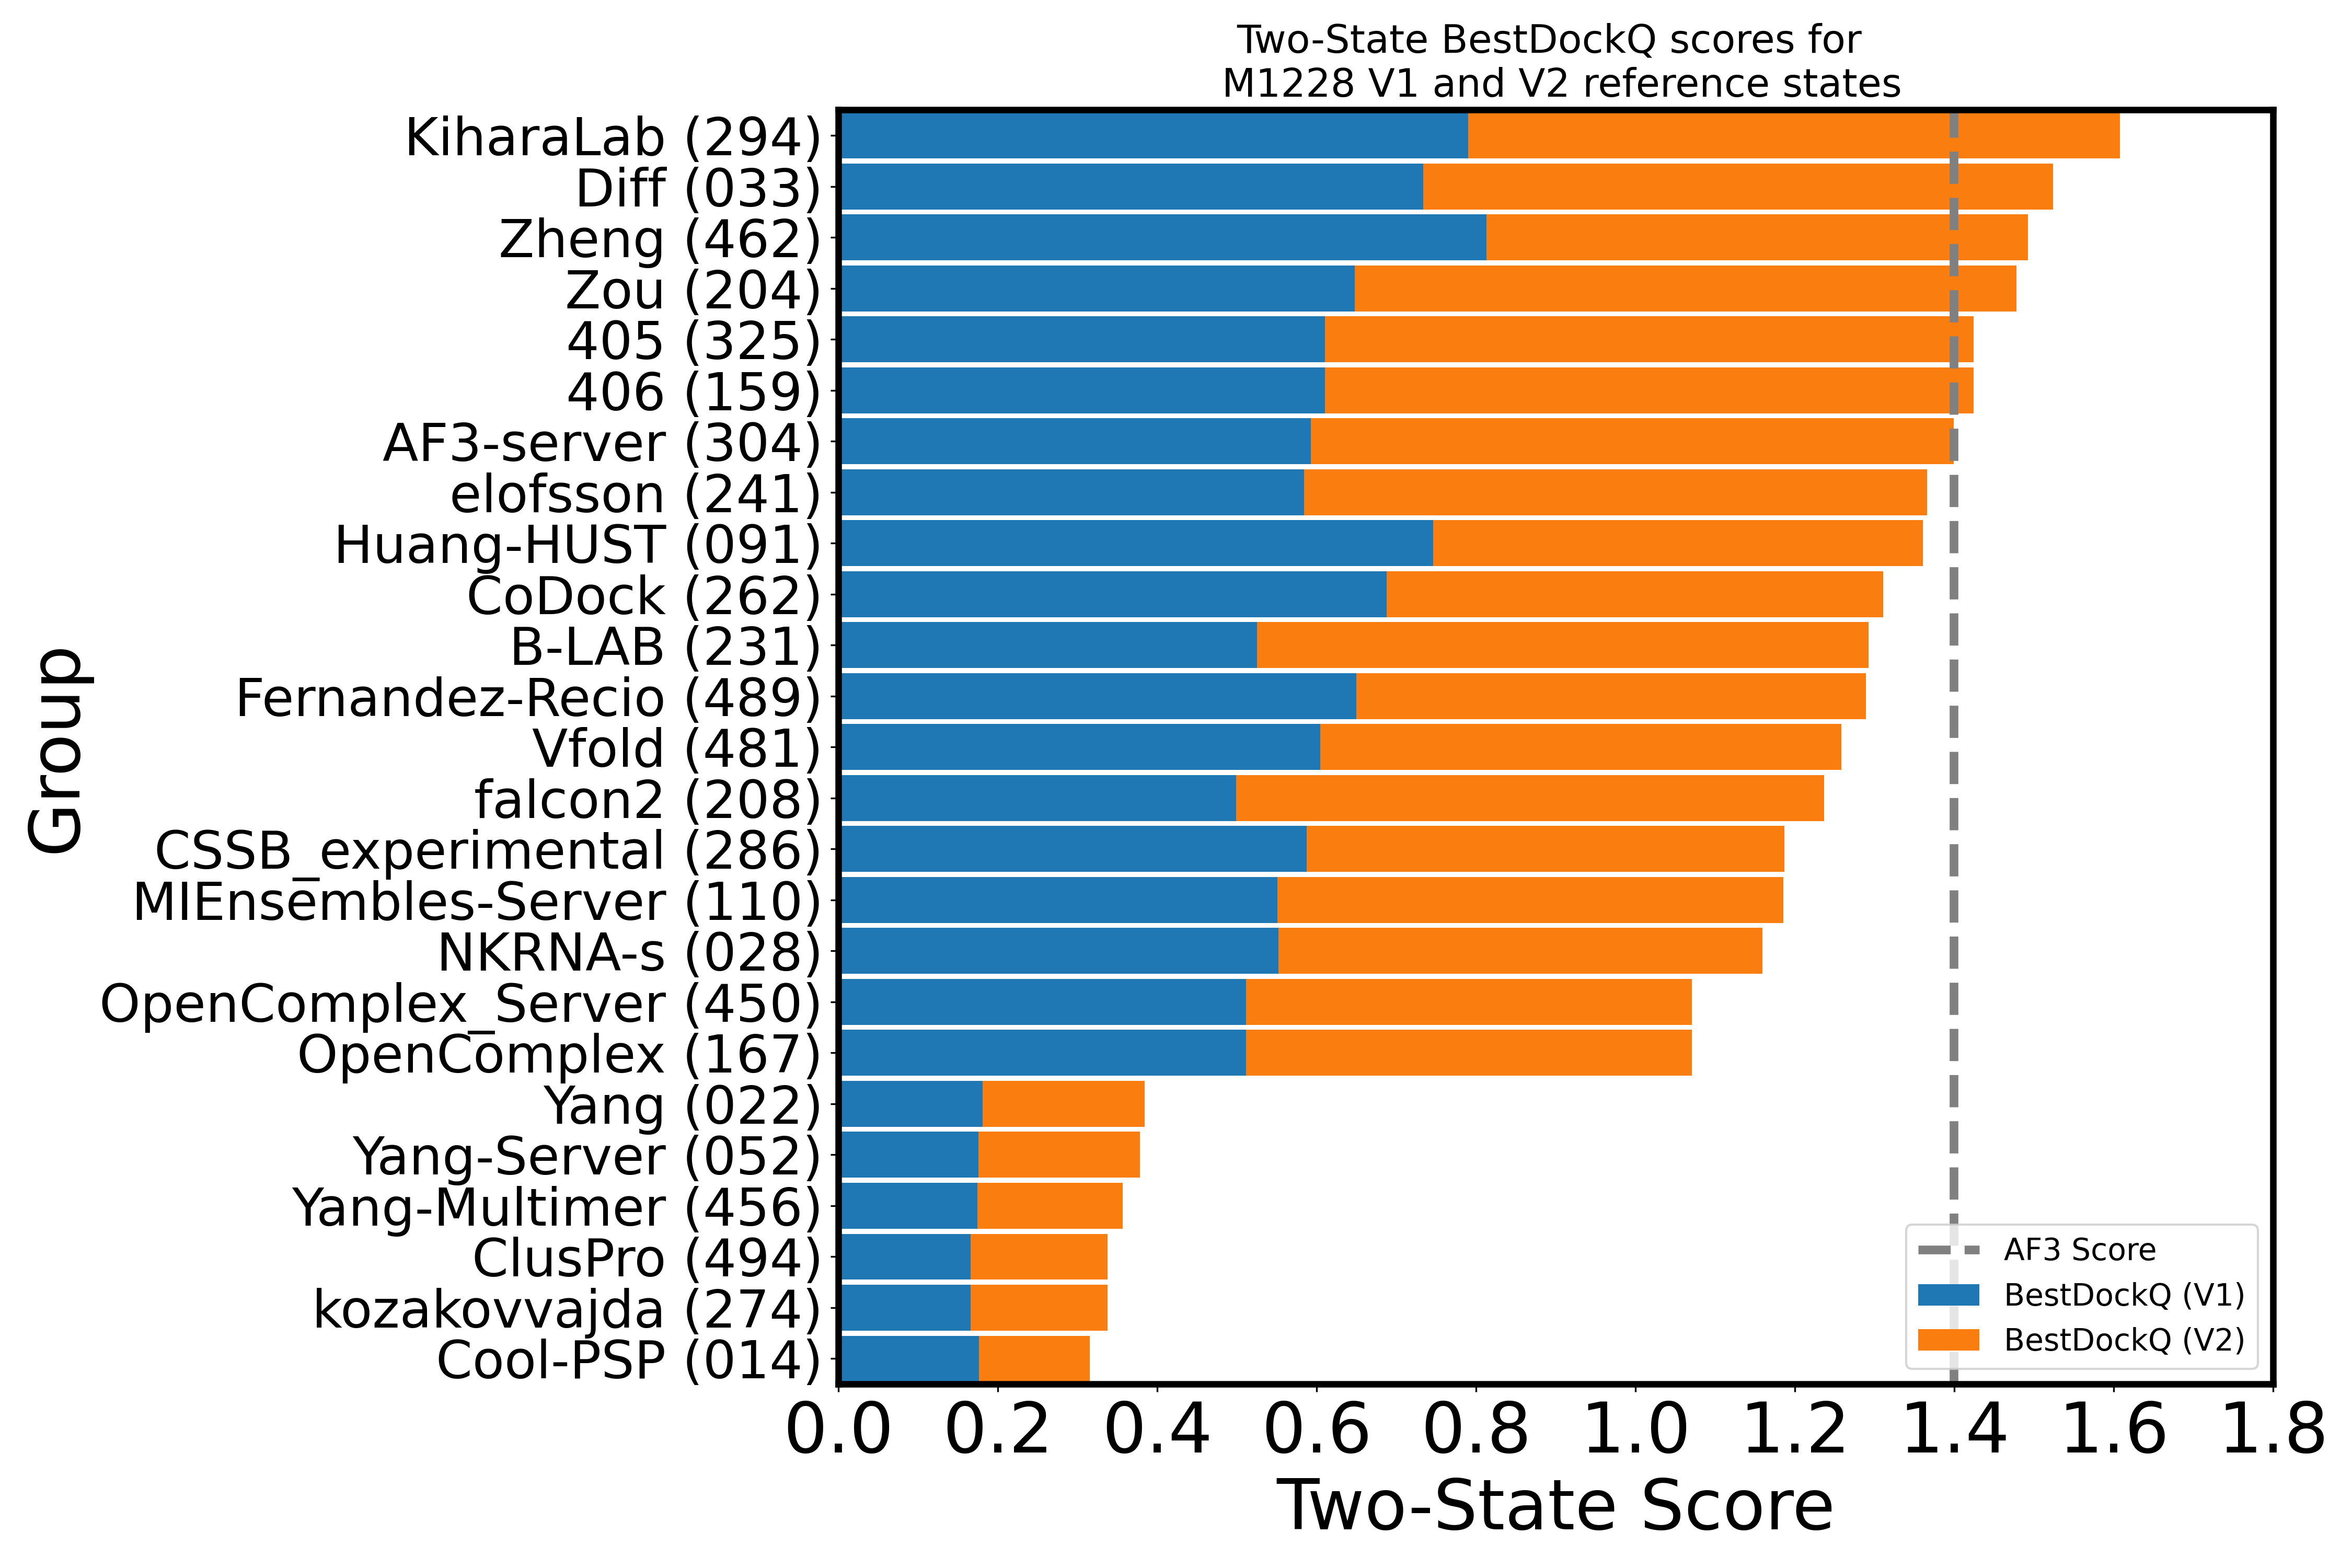 Two-State BestDockQ scores for
M1228 V1 and V2 reference states
KiharaLab (294)
Diff (033)
Zheng (462)
Zou (204)
405 (325)
406 (159)
AF3-server (304)
elofsson (241)
Huang-HUST (091)
CoDock (262)
B-LAB (231)
Fernandez-Recio (489)
Vfold (481)
falcon2 (208)
CSSB_experimental (286)
MIEnsembles-Server (110)
NKRNA-s (028)
OpenComplex_Server (450)
OpenComplex (167)
Yang (022)
Yang-Server (052)
Yang-Multimer (456)
ClusPro (494)
kozakovvajda (274)
Cool-PSP (014)
Group
AF3 Score
BestDockQ (V1)
BestDockQ (V2)
0.0 0.2 0.4 0.6 0.8 1.0 1.2 1.4 1.6 1.8
Two-State Score